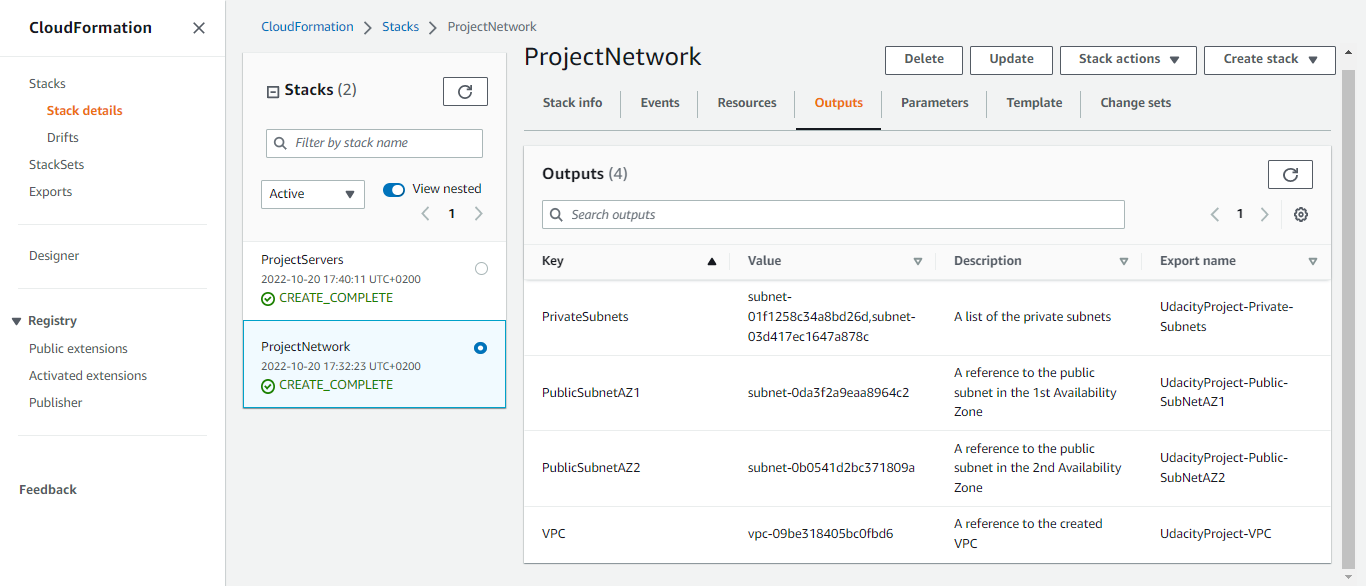 CloudFormation
Stacks
Stack details
Drifts
StackSets
Exports
Designer
Registry
Public extensions
Activated extensions
Publisher
Feedback
CloudFormation > Stacks > ProjectNetwork
Stacks (2)
Filter by stack name
Active
View nested
1
ProjectServers
2022-10-20 17:40:11 UTC+0200
CREATE_COMPLETE
ProjectNetwork
2022-10-20 17:32:23 UTC+0200
CREATE_COMPLETE
ProjectNetwork
Delete
Update
Stack actions
Create stack
Stack info
Events
Resources
Outputs
Parameters
Template
Change sets
Outputs (4)
Search outputs
1
Key
Value
Description
Export name
PrivateSubnets
subnet-
01f1258c34a8bd26d,subnet-
03d417ec1647a878c
A list of the private subnets
UdacityProject-Private-
Subnets
PublicSubnetAZ1
subnet-0da3f2a9eaa8964c2
A reference to the public
subnet in the 1st Availability
Zone
UdacityProject-Public-
SubNetAZ1
PublicSubnetAZ2
subnet-0b0541d2bc371809a
A reference to the public
subnet in the 2nd Availability
Zone
UdacityProject-Public-
SubNetAZ2
VPC
vpc-09be318405bc0fbd6
A reference to the created
VPC
UdacityProject-VPC